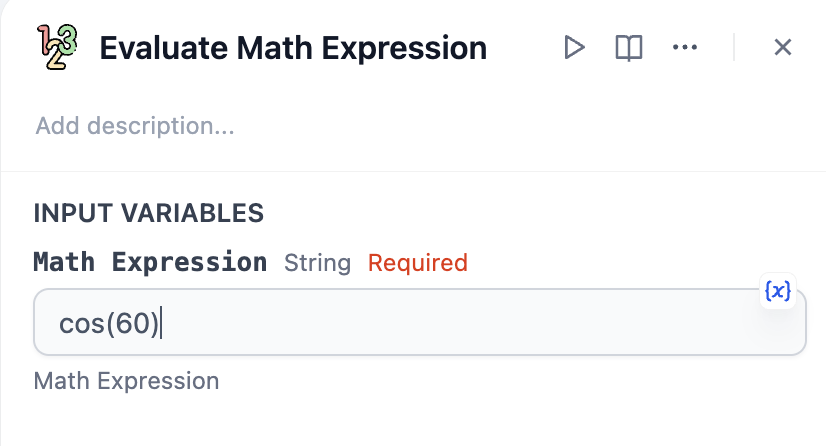 123
Evaluate Math Expression
Add description...
INPUT VARIABLES
Math Expression String Required
{x}
cos(60)
Math Expression